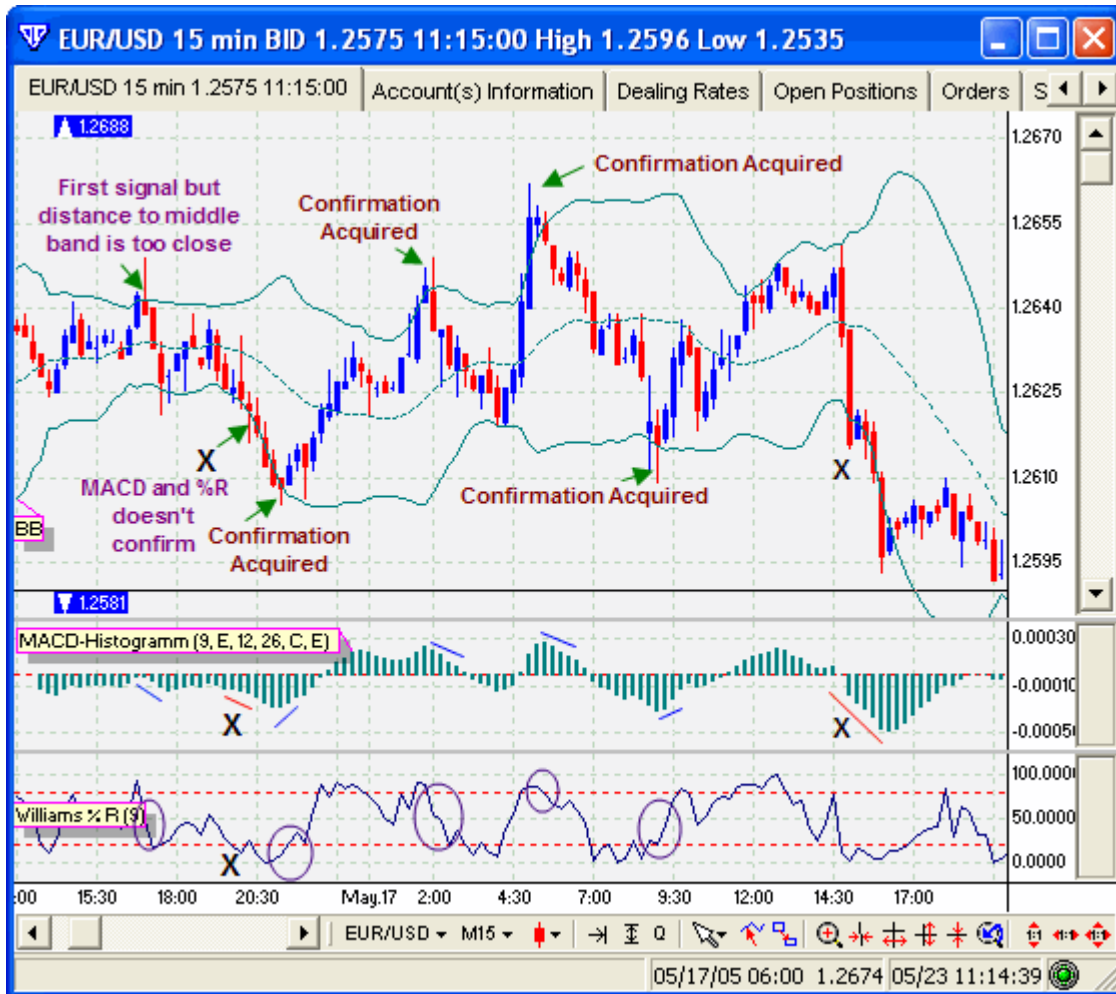 EUR/USD 15 min BID 1.2575 11:15:00 High 1.2596 Low 1.2535
EUR/USD 15 min 1.2575 11:15:00
Account(s) Information
Dealing Rates
Open Positions
Orders
S
1.2688
1.2670
First signal but
distance to middle
band is too close
Confirmation
Acquired
Confirmation Acquired
1.2655
1.2640
1.2625
X
MACD and %R
doesn't
confirm
Confirmation
Acquired
Confirmation Acquired
X
1.2610
BB
1.2595
1.2581
MACD-Histogramm (9, E, 12, 26, C, E)
0.00030
-0.00010
-0.0005
X
X
Williams % R (9)
100.000
50.0000
0.0000
X
:00
15:30
18:00
20:30
May.17
2:00
4:30
7:00
9:30
12:00
14:30
17:00
EUR/USD
M15
Q
05/17/05 06:00 1.2674
05/23 11:14:39